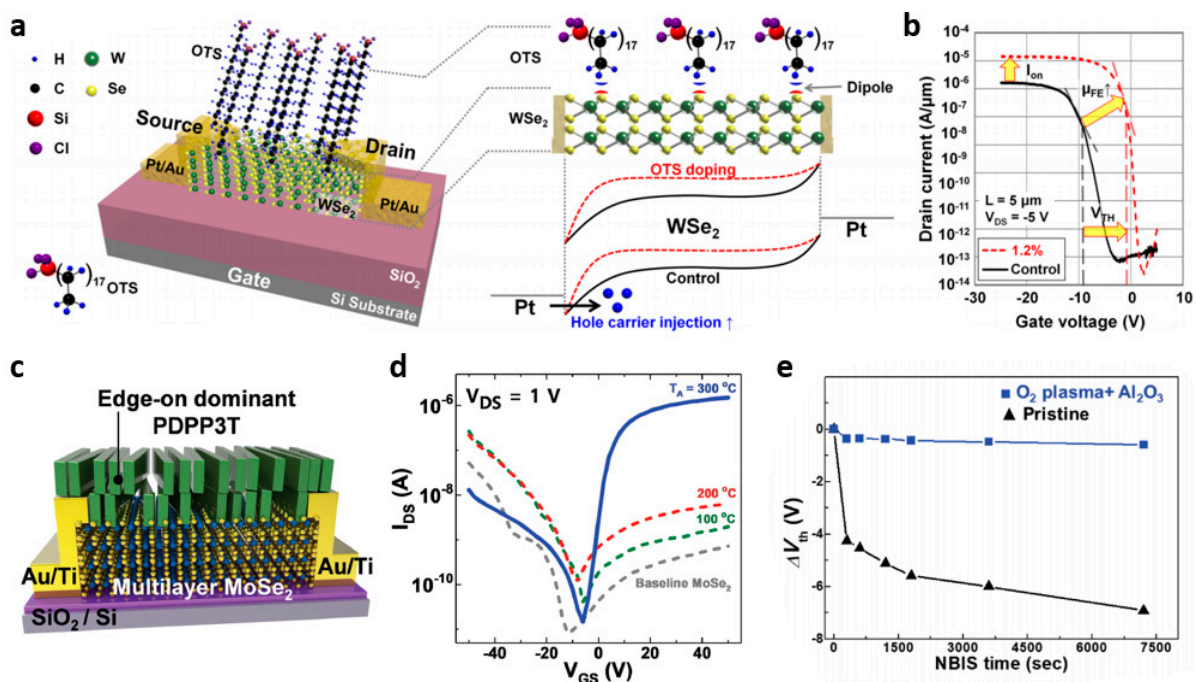 a
H
W
C
Se
Si
Cl
OTS
Source
Drain
Pt/Au
Pt/Au
WSe2
SiO2
Gate
Si Substrate
)17 OTS
OTS
( )17 ( )17 ( )17
Dipole
WSe2
OTS doping
WSe2
Pt
Control
Pt
Hole carrier injection ↑
b
Drain current (A/µm)
10-4
10-5
10-6
10-7
10-8
10-9
10-10
10-11
10-12
10-13
10-14
Ion
µFE↑
L = 5 µm
VDS = -5 V
VTH
1.2%
Control
-30 -20 -10 0 10
Gate voltage (V)
c
Edge-on dominant
PDPP3T
Au/Ti
Au/Ti
Multilayer MoSe2
SiO2 / Si
d
VDS = 1 V
TA = 300 °C
200 °C
100 °C
Baseline MoSe2
IDS (A)
10-6
10-8
10-10
-40 -20 0 20 40
VGS (V)
e
O2 plasma+ Al2O3
Pristine
ΔVth (V)
0
-2
-4
-6
-8
0 1500 3000 4500 6000 7500
NBIS time (sec)